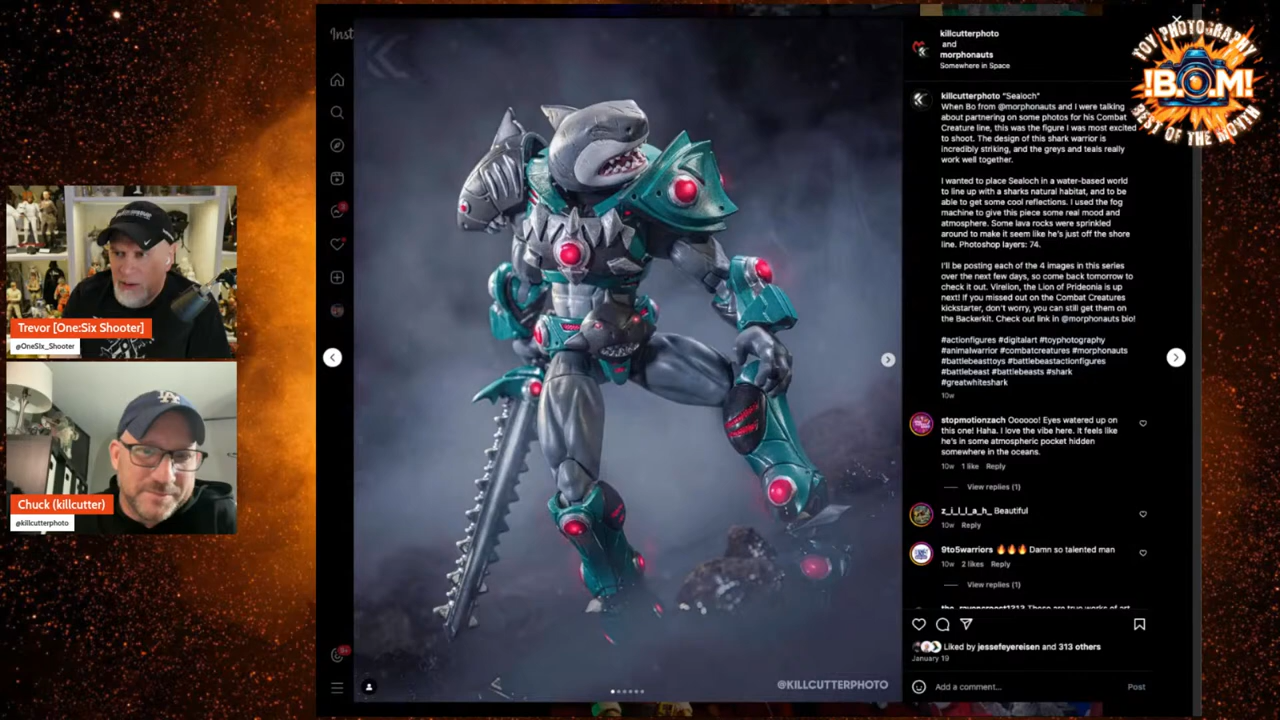 Inst
killcutterphoto
and
morphonauts
Somewhere in Space
TOY PHOTOGRAPHY
!B.O.M!
BEST OF THE MONTH
killcutterphoto "Sealoch"
When Bo from @morphonauts and I were talking
about partnering on some photos for his Combat
Creature line, this was the figure I was most excited
to shoot. The design of this shark warrior is
incredibly striking, and the greys and teals really
work well together.
I wanted to place Sealoch in a water-based world
to line up with a sharks natural habitat, and to be
able to get some cool reflections. I used the fog
machine to give this piece some real mood and
atmosphere. Some lava rocks were sprinkled
around to make it seem like he's just off the shore
line. Photoshop layers: 74.
I'll be posting each of the 4 images in this series
over the next few days, so come back tomorrow to
check it out. Virelion, the Lion of Prideonia is up
next! If you missed out on the Combat Creatures
kickstarter, don't worry, you can still get them on
the Backerkit. Check out link in @morphonauts bio!
#actionfigures #digitalart #toyphotography
#animalwarrior #combatcreatures #morphonauts
#battlebeasttoys #battlebeastactionfigures
#battlebeast #battlebeasts #shark
#greatwhiteshark
10w
stopmotionzach Oooooo! Eyes watered up on
this one! Haha. I love the vibe here. It feels like
he's in some atmospheric pocket hidden
somewhere in the oceans.
10w 1 like Reply
View replies (1)
z_i_l_l_a_h_ Beautiful
10w Reply
9to5warriors 🔥🔥🔥 Damn so talented man
10w 2 likes Reply
View replies (1)
Liked by jessefeyereisen and 313 others
January 19
Add a comment...
Post
@KILLCUTTERPHOTO
Trevor [One:Six Shooter]
@OneSIx_Shooter
LA
Chuck (killcutter)
@killcutterphoto